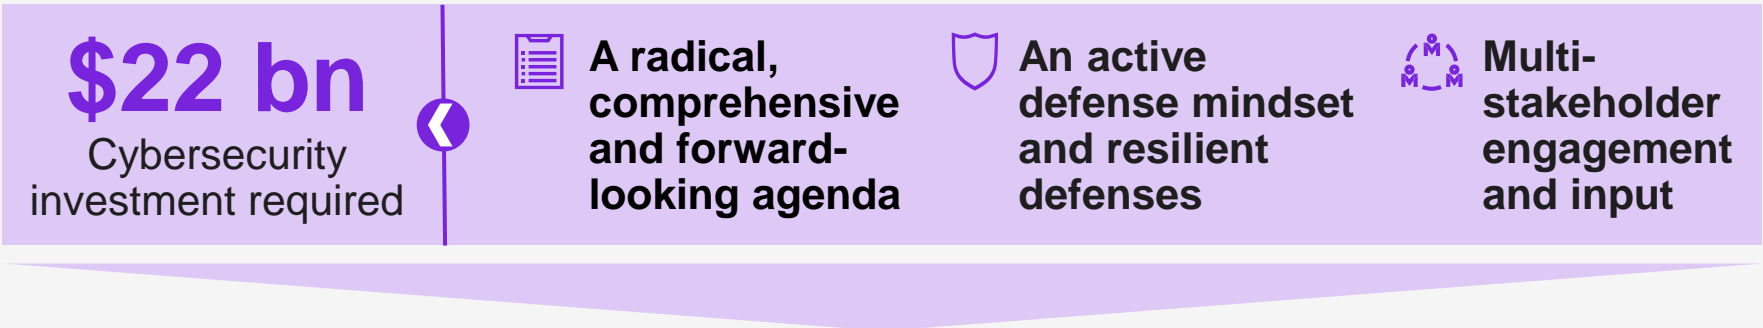 $22 bn
Cybersecurity
investment required
A radical,
comprehensive
and forward-
looking agenda
An active
defense mindset
and resilient
defenses
Multi-
stakeholder
engagement
and input